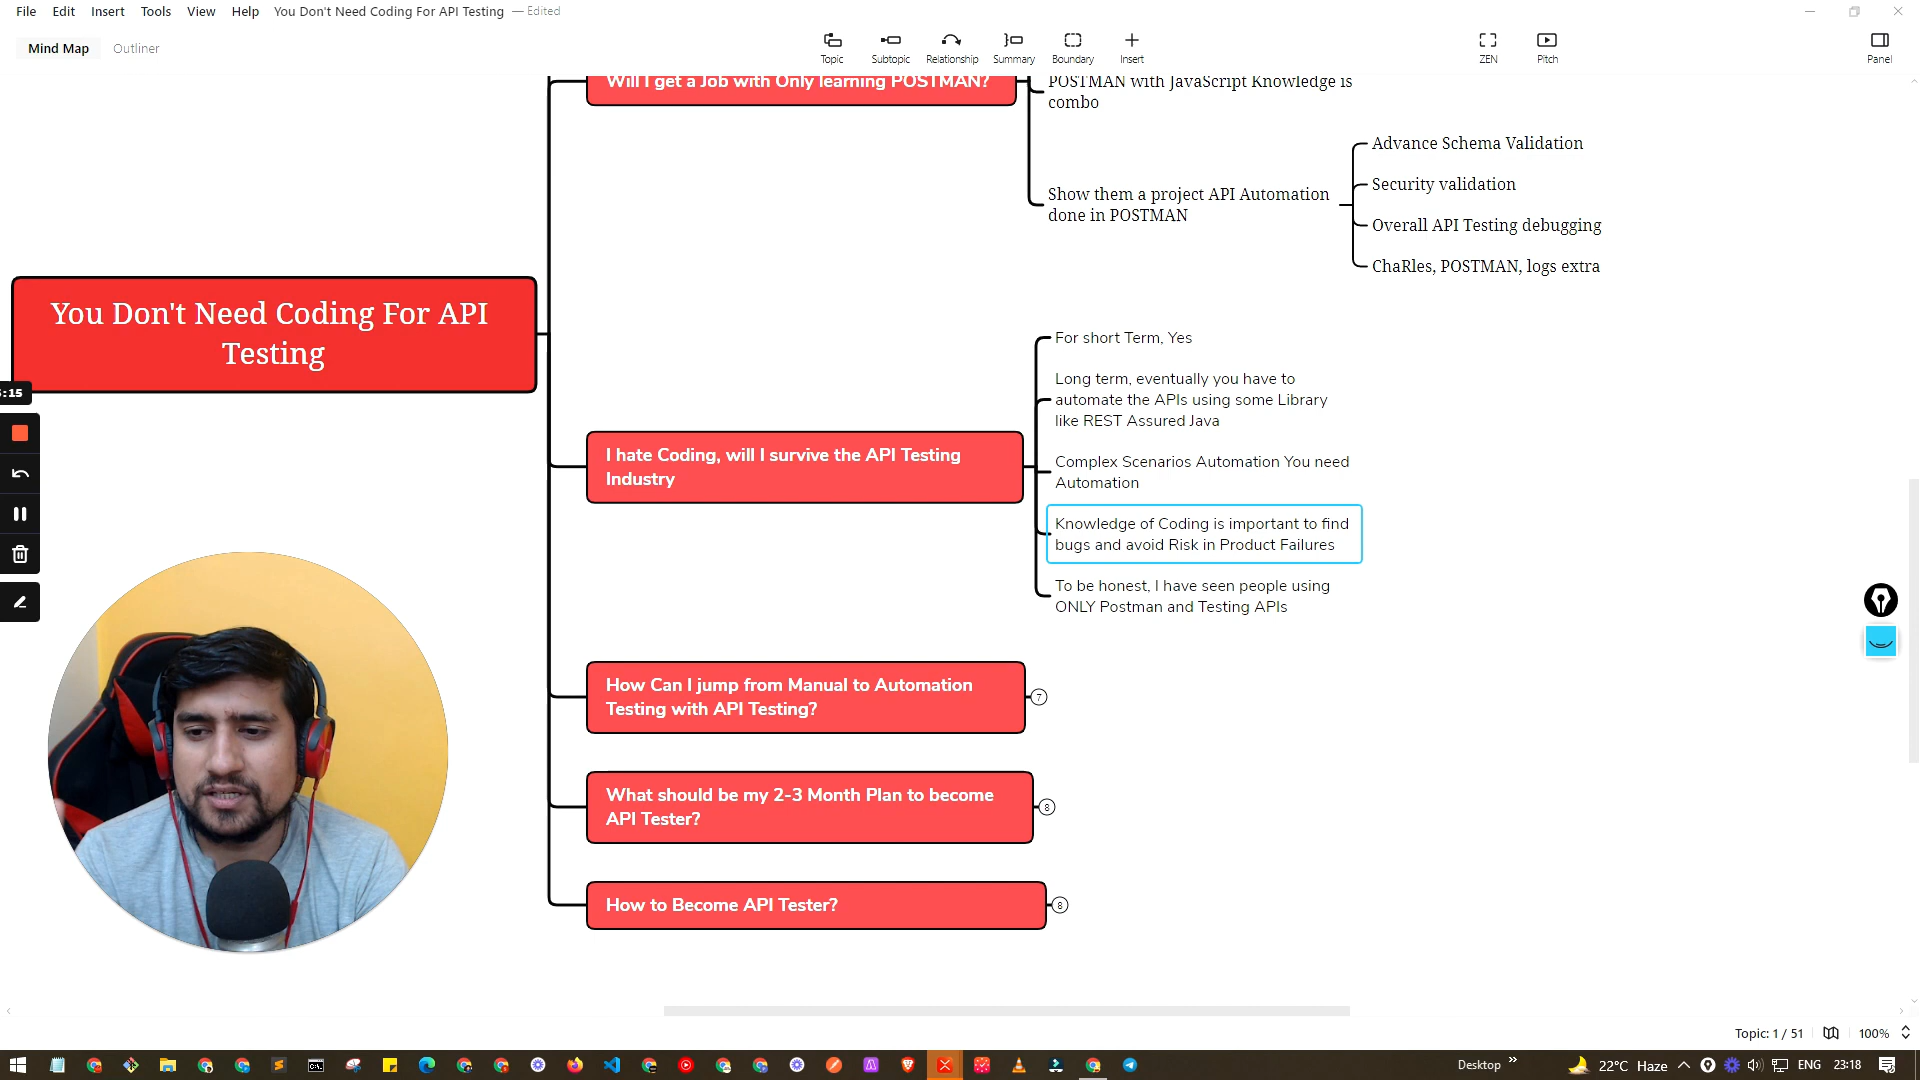 File Edit Insert Tools View Help You Don't Need Coding For API Testing — Edited
Mind Map Outliner
Topic Subtopic Relationship Summary Boundary Insert ZEN Pitch Panel
Will I get a Job with Only learning POSTMAN?
POSTMAN with JavaScript Knowledge is
combo
Show them a project API Automation
done in POSTMAN
Advance Schema Validation
Security validation
Overall API Testing debugging
ChaRles, POSTMAN, logs extra
You Don't Need Coding For API
Testing
:15
I hate Coding, will I survive the API Testing
Industry
For short Term, Yes
Long term, eventually you have to
automate the APIs using some Library
like REST Assured Java
Complex Scenarios Automation You need
Automation
Knowledge of Coding is important to find
bugs and avoid Risk in Product Failures
To be honest, I have seen people using
ONLY Postman and Testing APIs
How Can I jump from Manual to Automation
Testing with API Testing?
7
What should be my 2-3 Month Plan to become
API Tester?
8
How to Become API Tester?
8
Topic: 1 / 51 100%
Desktop 22°C Haze ENG 23:18